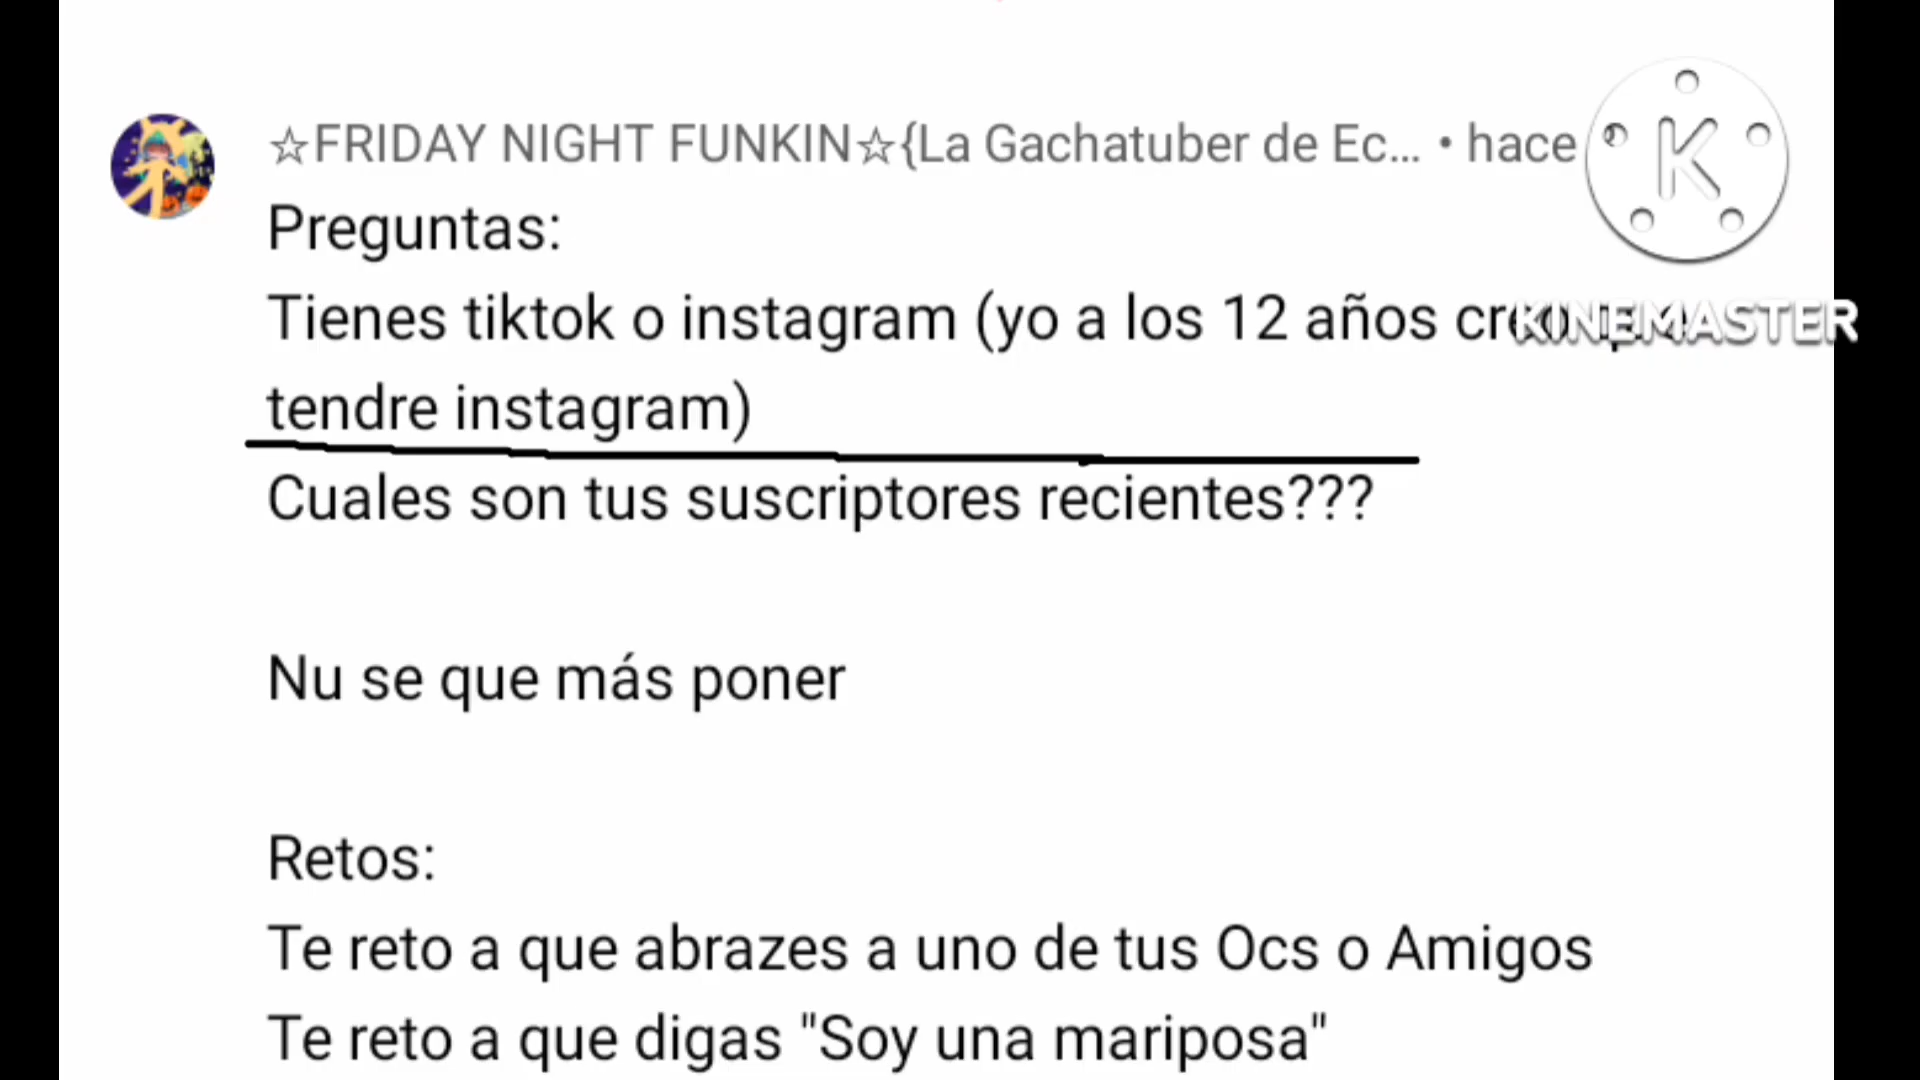 ☆FRIDAY NIGHT FUNKIN☆{La Gachatuber de Ec... • hace
Preguntas:
Tienes tiktok o instagram (yo a los 12 años creo que
KINEMASTER
tendre instagram)
Cuales son tus suscriptores recientes???
Nu se que más poner
Retos:
Te reto a que abrazes a uno de tus Ocs o Amigos
Te reto a que digas "Soy una mariposa"